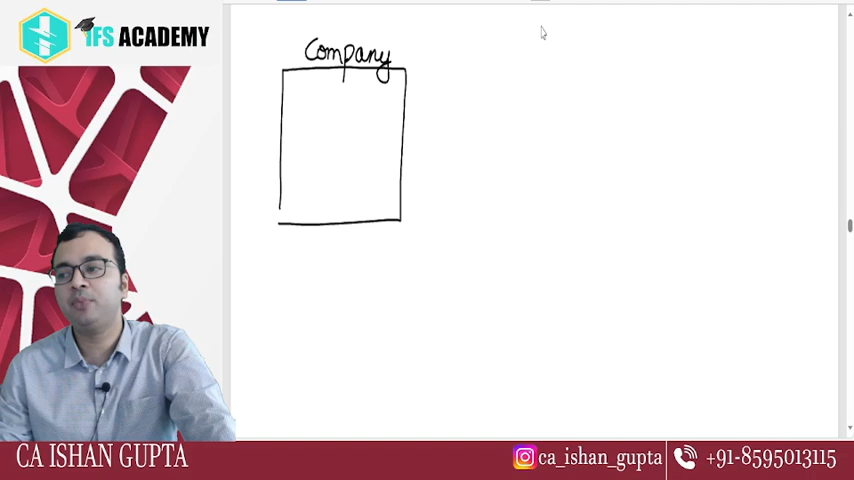 IFS ACADEMY
Company
CA ISHAN GUPTA
ca_ishan_gupta
+91-8595013115